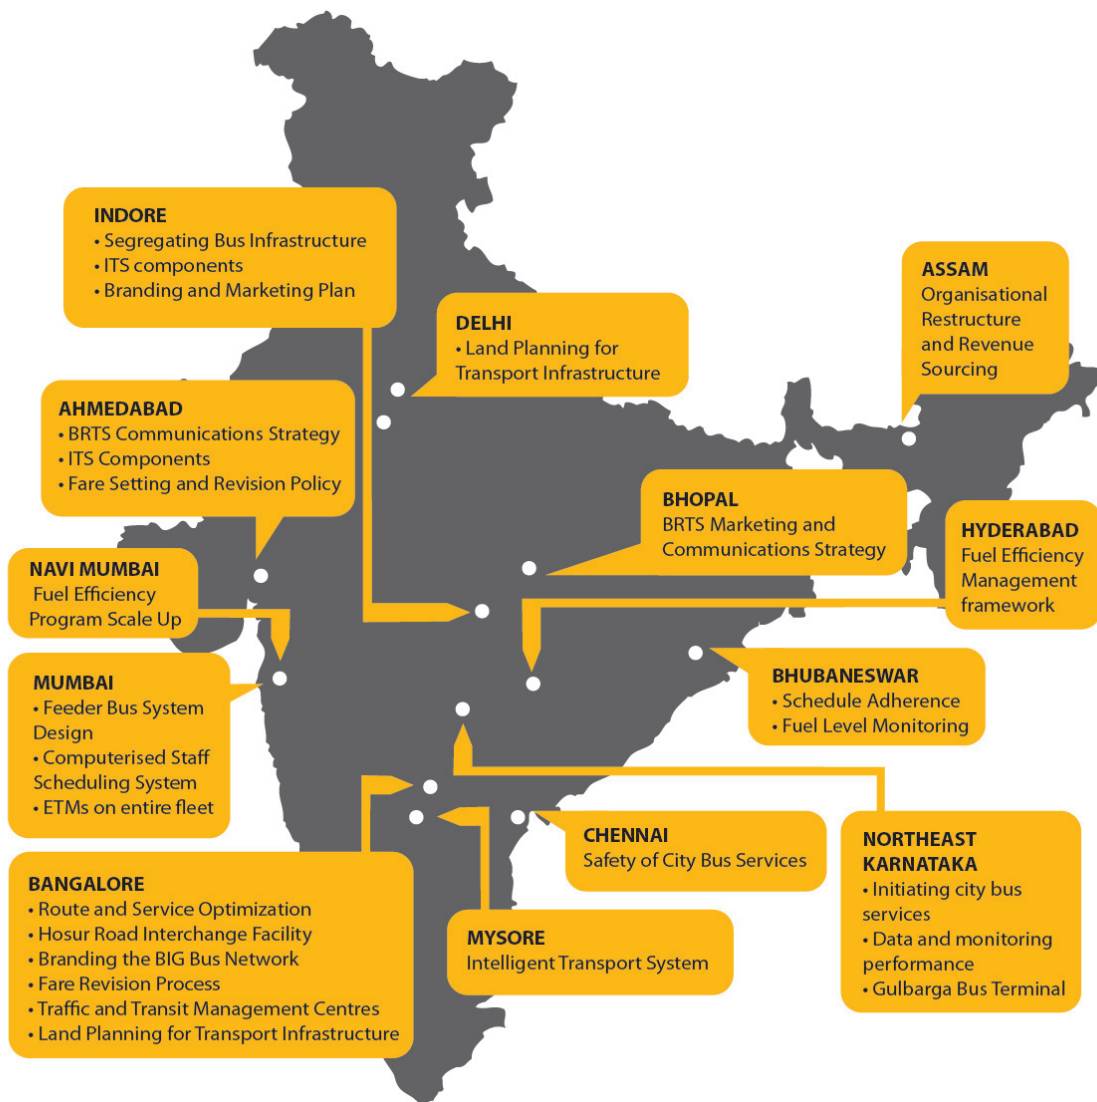 INDORE
• Segregating Bus Infrastructure
• ITS components
• Branding and Marketing Plan
DELHI
• Land Planning for
Transport Infrastructure
ASSAM
Organisational
Restructure
and Revenue
Sourcing
AHMEDABAD
• BRTS Communications Strategy
• ITS Components
• Fare Setting and Revision Policy
BHOPAL
BRTS Marketing and
Communications Strategy
HYDERABAD
Fuel Efficiency
Management
framework
NAVI MUMBAI
Fuel Efficiency
Program Scale Up
MUMBAI
• Feeder Bus System
Design
• Computerised Staff
Scheduling System
• ETMs on entire fleet
BHUBANESWAR
• Schedule Adherence
• Fuel Level Monitoring
CHENNAI
Safety of City Bus Services
NORTHEAST
KARNATAKA
• Initiating city bus
services
• Data and monitoring
performance
• Gulbarga Bus Terminal
BANGALORE
• Route and Service Optimization
• Hosur Road Interchange Facility
• Branding the BIG Bus Network
• Fare Revision Process
• Traffic and Transit Management Centres
• Land Planning for Transport Infrastructure
MYSORE
Intelligent Transport System